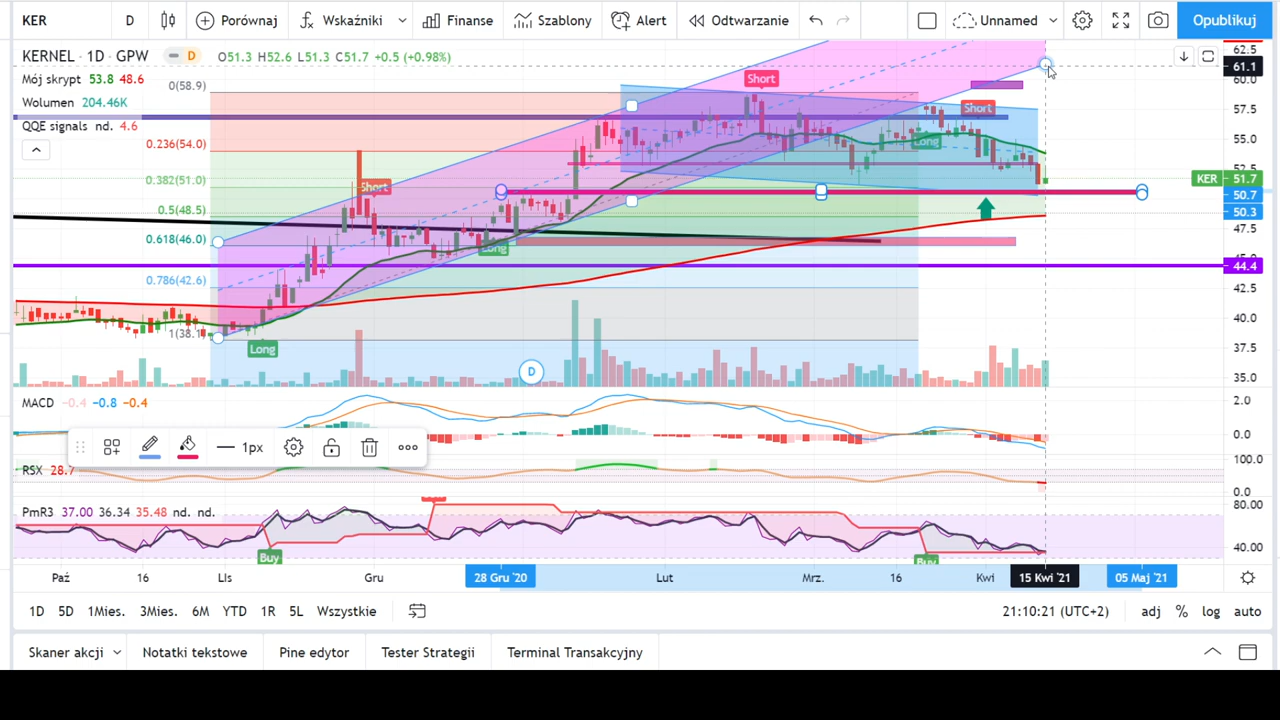 KER D Porównaj Wskaźniki Finanse Szablony Alert Odtwarzanie Unnamed Opublikuj
KERNEL · 1D · GPW D O51.3 H52.6 L51.3 C51.7 +0.5 (+0.98%)
Mój skrypt 53.8 48.6
Wolumen 204.46K
QQE signals nd. 4.6
62.5
61.1
60.0
57.5
55.0
52.5
KER 51.7
50.7
50.3
47.5
44.4
42.5
40.0
37.5
35.0
0(58.9)
0.236(54.0)
0.382(51.0)
0.5(48.5)
0.618(46.0)
0.786(42.6)
1(38.1)
Short
Short
Short
Long
Long
Long
D
MACD −0.4 −0.8 −0.4
2.0
0.0
1px
RSX 28.7
100.0
0.0
PmR3 37.00 36.34 35.48 nd. nd.
80.00
40.00
Buy
Buy
Paź 16 Lis Gru 28 Gru '20 Lut Mrz. 16 Kwi 15 Kwi '21 05 Maj '21
1D 5D 1Mies. 3Mies. 6M YTD 1R 5L Wszystkie 21:10:21 (UTC+2) adj % log auto
Skaner akcji Notatki tekstowe Pine edytor Tester Strategii Terminal Transakcyjny